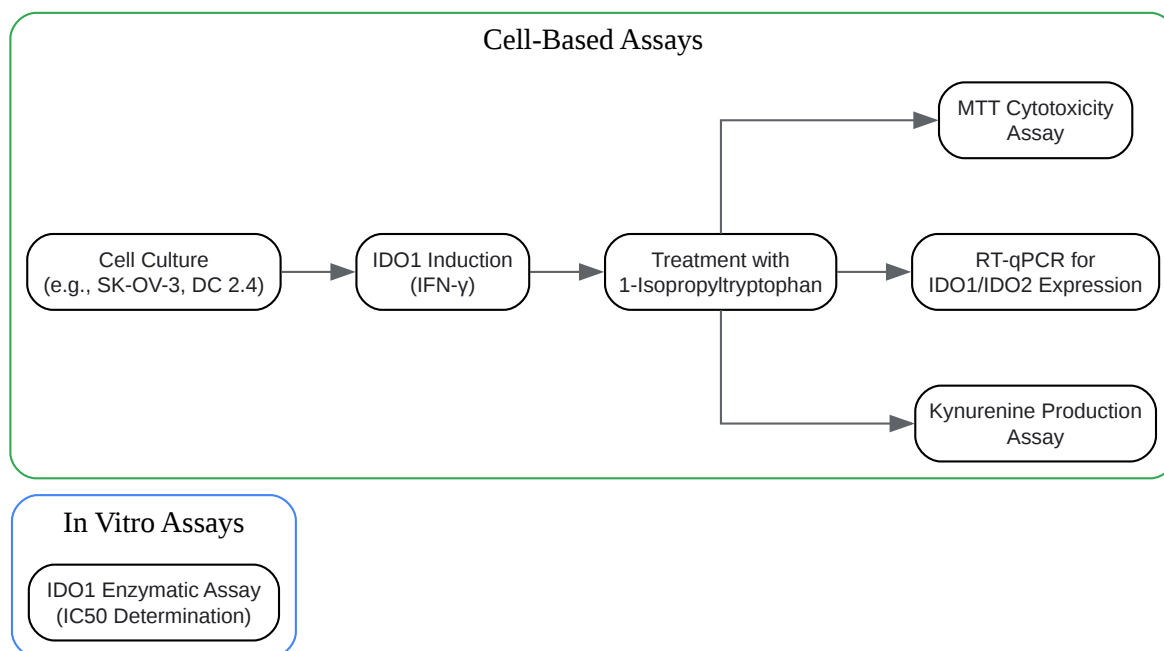 Cell-Based Assays
MTT Cytotoxicity
Assay
Cell Culture
(e.g., SK-OV-3, DC 2.4)
IDO1 Induction
(IFN-γ)
Treatment with
1-Isopropyltryptophan
RT-qPCR for
IDO1/IDO2 Expression
Kynurenine Production
Assay
In Vitro Assays
IDO1 Enzymatic Assay
(IC50 Determination)